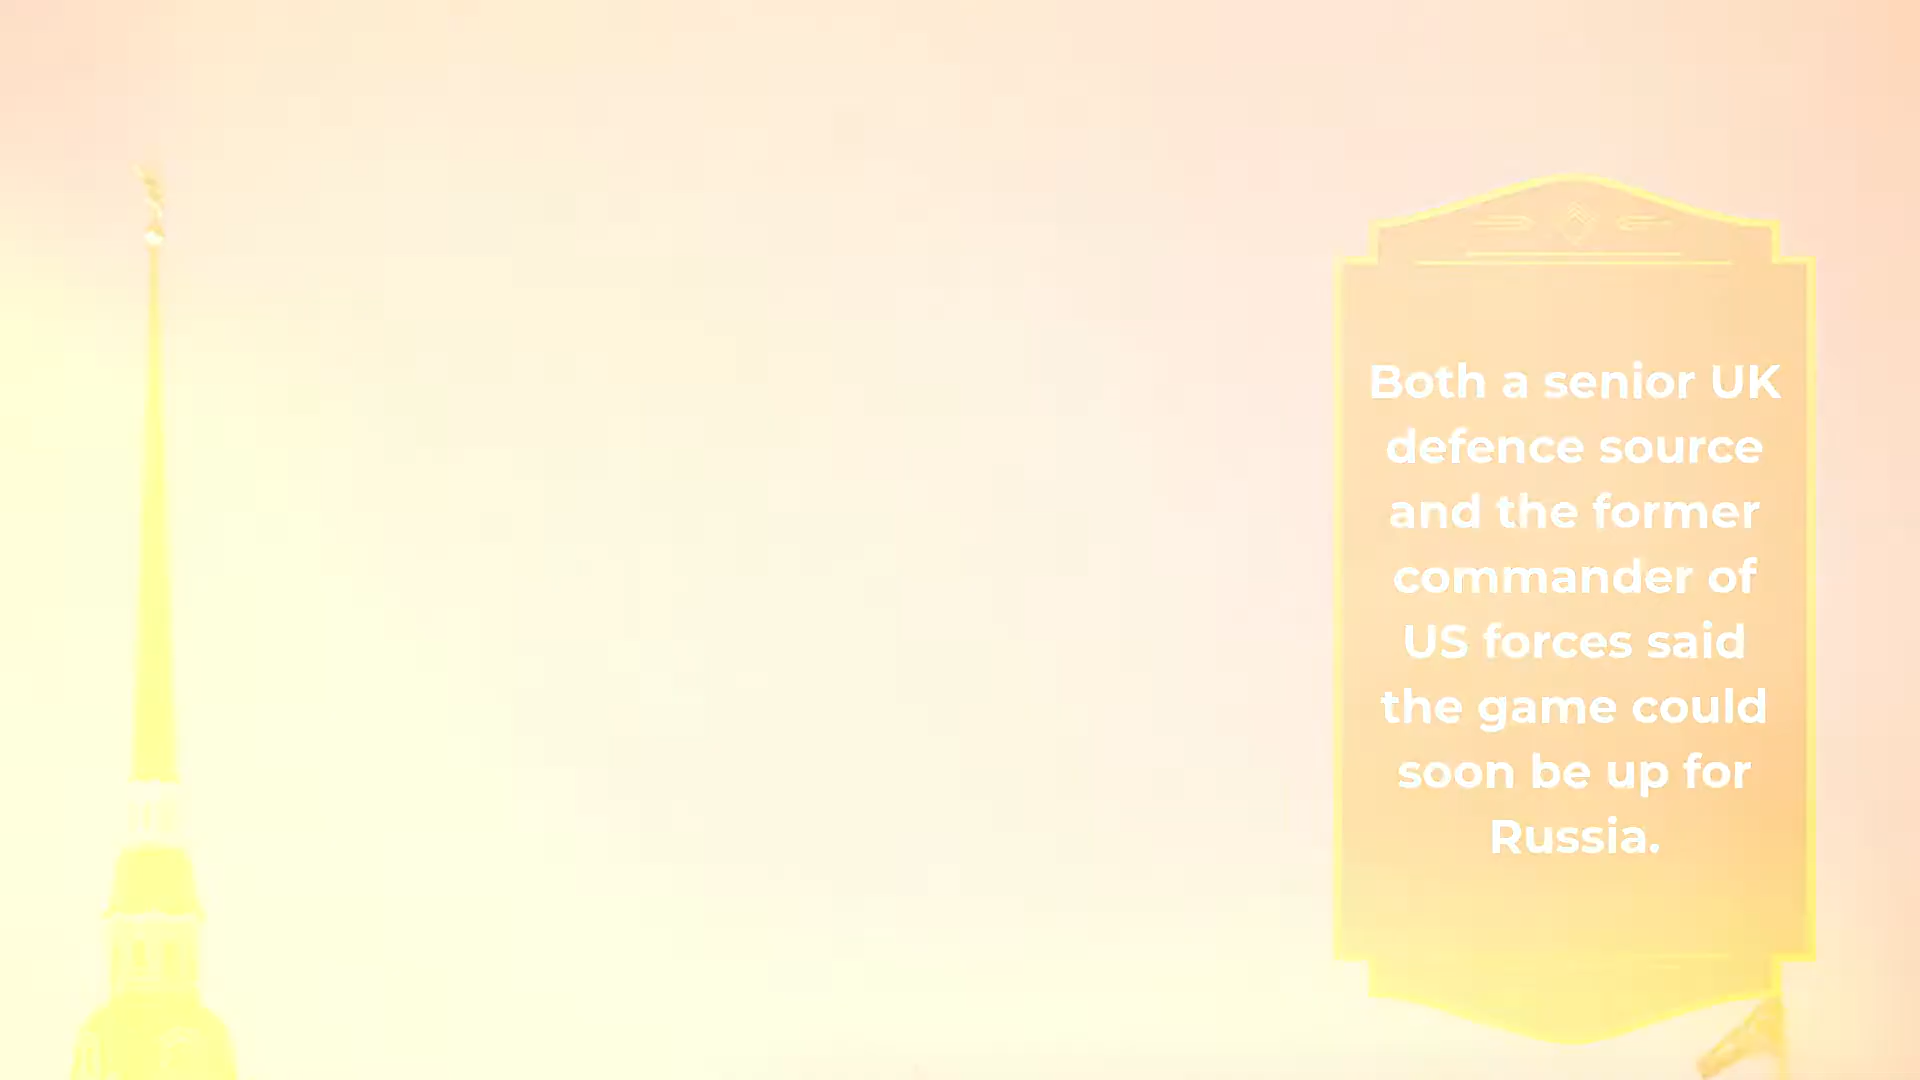 Both a senior UK
defence source
and the former
commander of
US forces said
the game could
soon be up for
Russia.